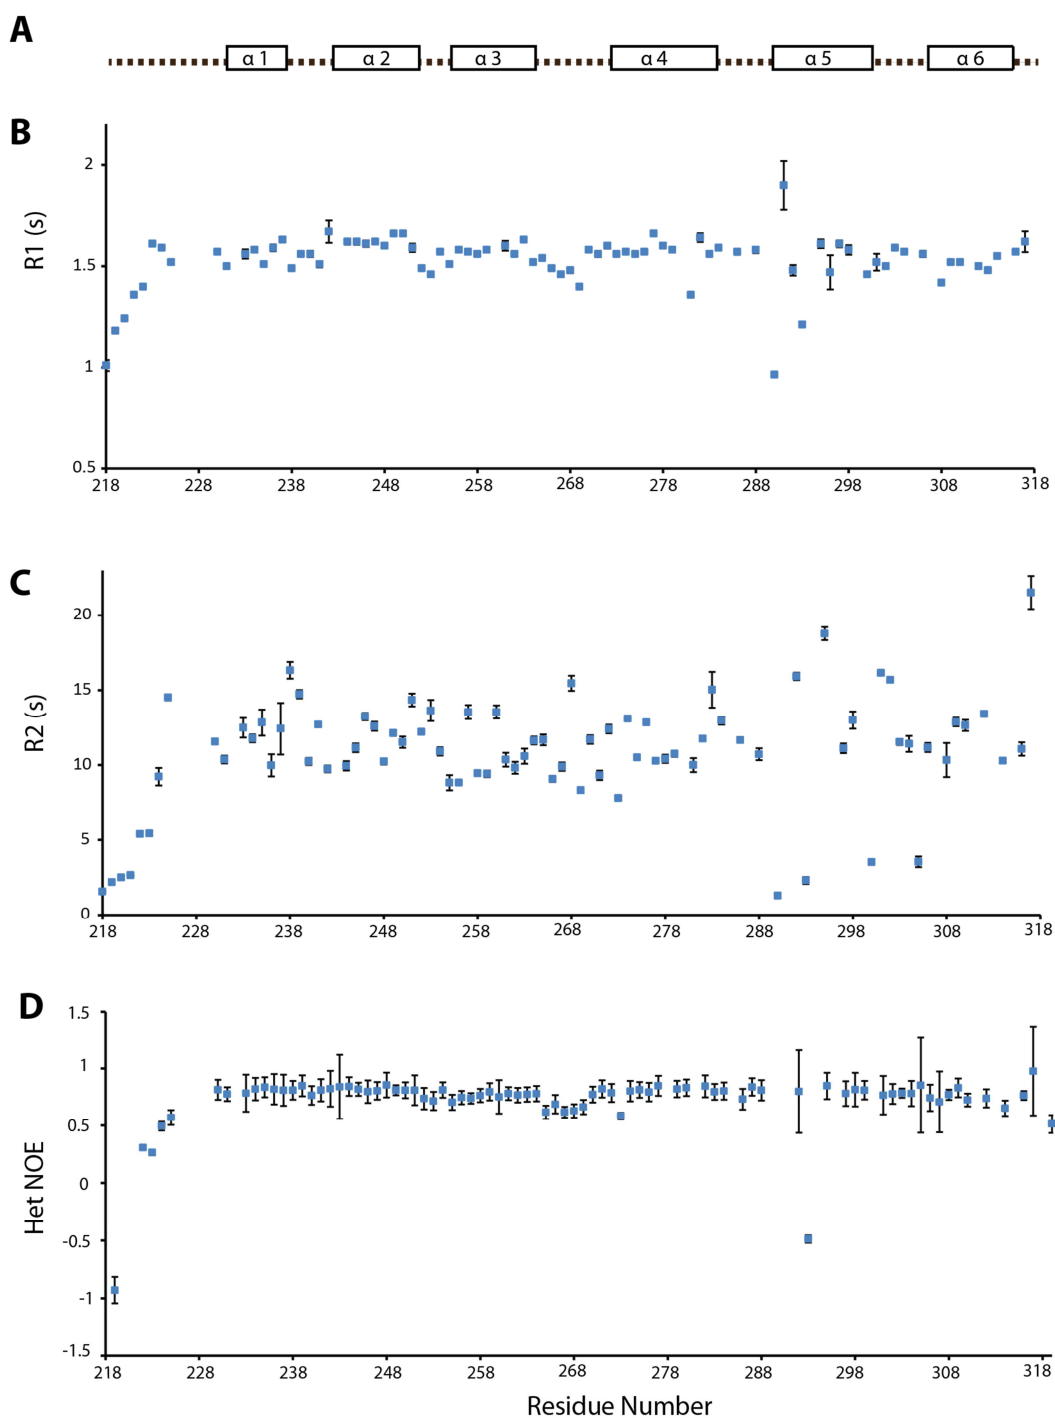 A
α 1 α 2 α 3 α 4 α 5 α 6
B
2
1.5
1
0.5
R1 (s)
218 228 238 248 258 268 278 288 298 308 318
C
20
15
10
5
0
R2 (s)
218 228 238 248 258 268 278 288 298 308 318
D
1.5
1
0.5
0
-0.5
-1
-1.5
Het NOE
218 228 238 248 258 268 278 288 298 308 318
Residue Number